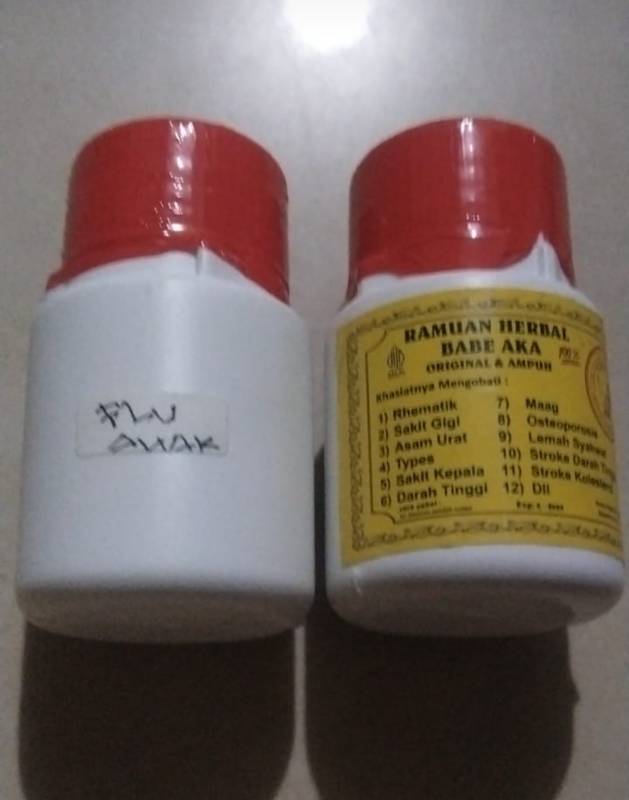 FLU
ANAK
RAMUAN HERBAL
BABE AKA
100%
ORIGINAL & AMPUH
Khasiatnya Mengobati :
1) Rhematik
2) Sakit Gigi
3) Asam Urat
4) Types
5) Sakit Kepala
6) Darah Tinggi
7) Maag
8) Osteoporosis
9) Lemah Syahwat
10) Stroke Darah
11) Stroke
12) Dll